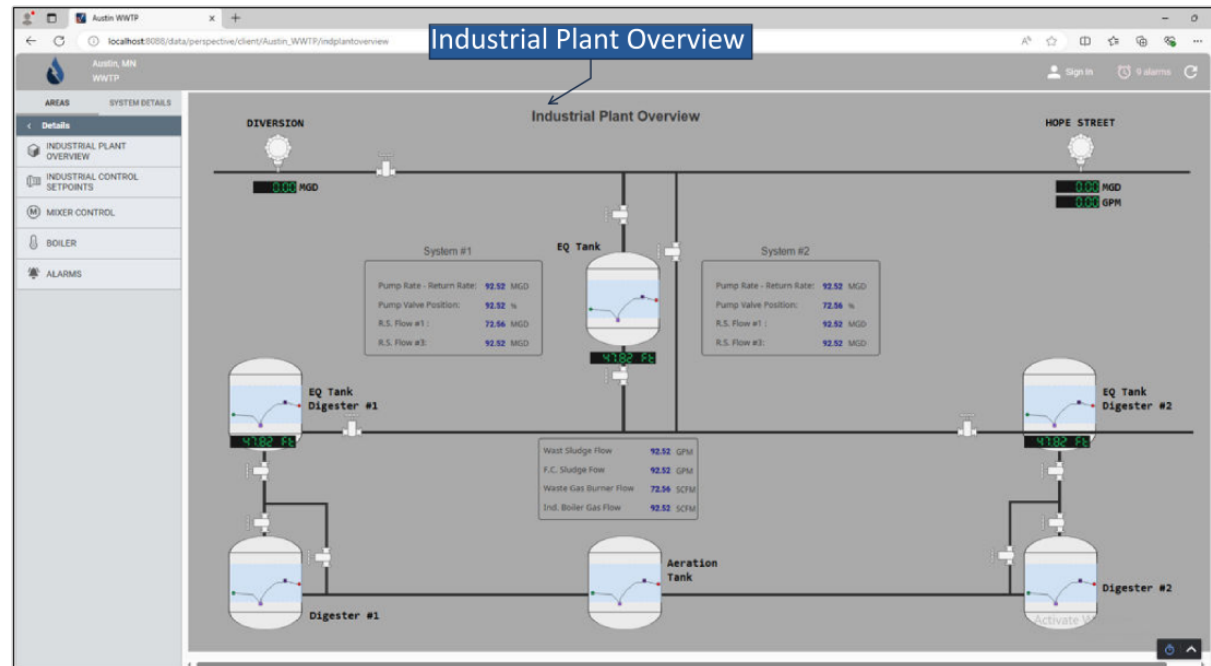 Austin WWTP
localhost:8088/data/perspective/client/Austin_WWTP/indplantoverview
Industrial Plant Overview
Austin, MN
WWTP
Sign In
9 alarms
AREAS
SYSTEM DETAILS
Details
INDUSTRIAL PLANT
OVERVIEW
INDUSTRIAL CONTROL
SETPOINTS
MIXER CONTROL
BOILER
ALARMS
Industrial Plant Overview
DIVERSION
0.00 MGD
HOPE STREET
0.00 MGD
0.00 GPM
System #1
Pump Rate - Return Rate: 92.52 MGD
Pump Valve Position: 92.52 %
R.S. Flow #1 : 72.56 MGD
R.S. Flow #3: 92.52 MGD
EQ Tank
47.82 Ft
System #2
Pump Rate - Return Rate: 92.52 MGD
Pump Valve Position: 72.56 %
R.S. Flow #1 : 92.52 MGD
R.S. Flow #3: 92.52 MGD
EQ Tank
Digester #1
47.82 Ft
EQ Tank
Digester #2
47.82 Ft
Wast Sludge Flow 92.52 GPM
P.C. Sludge Fow 92.52 GPM
Waste Gas Burner Flow 72.56 SCFM
Ind. Boiler Gas Flow 92.52 SCFM
Digester #1
Aeration
Tank
Digester #2
Activate